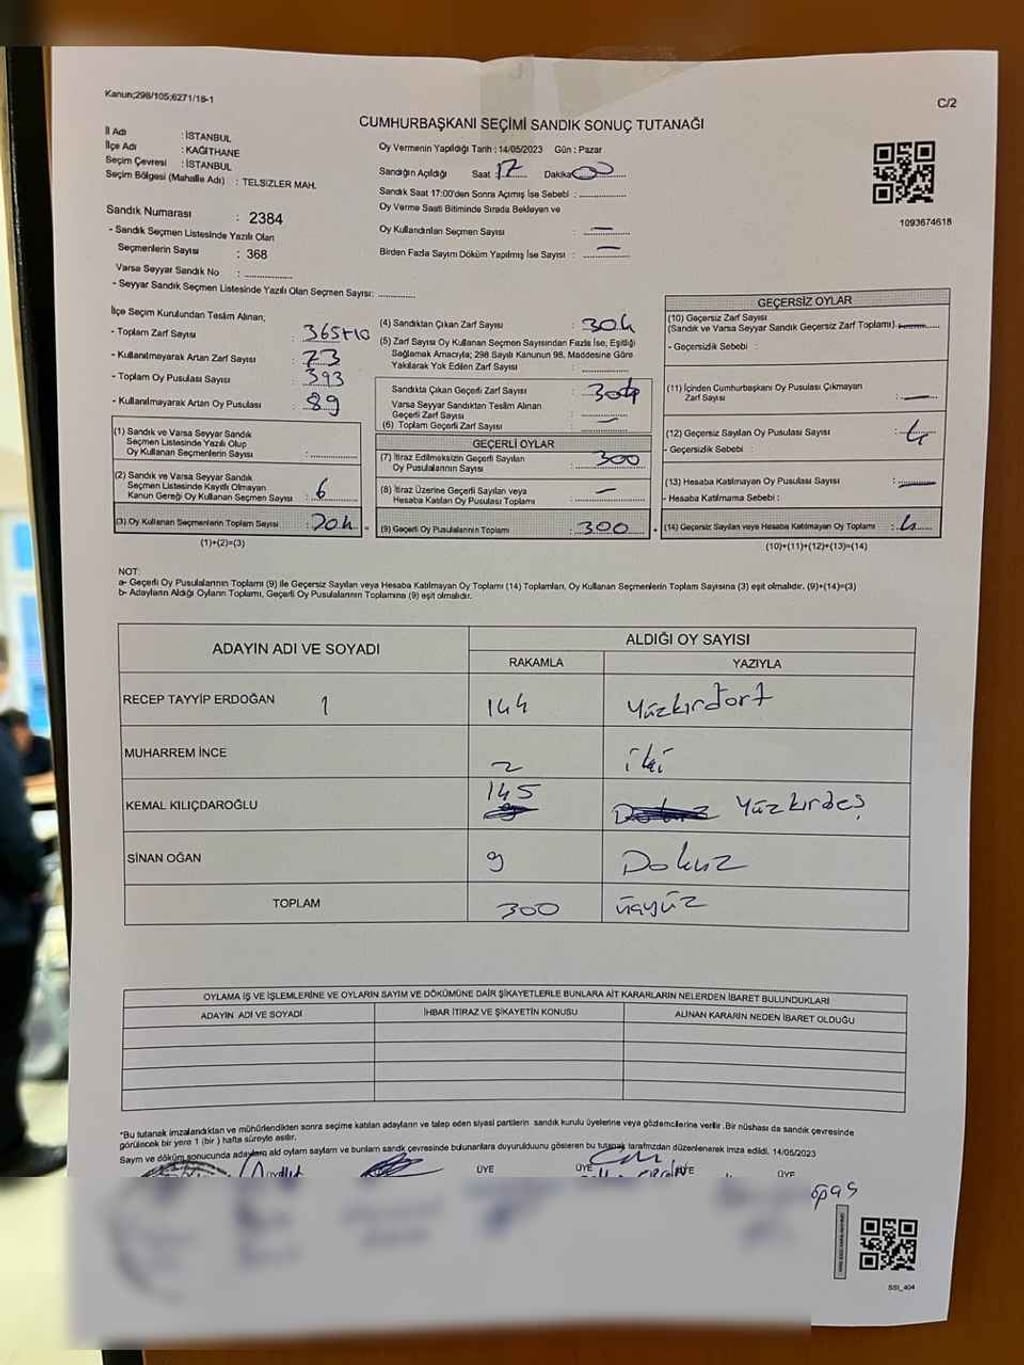 Kanun;298/105;6271/18-1
C/2
CUMHURBAŞKANI SEÇİMİ SANDIK SONUÇ TUTANAĞI
İl Adı : İSTANBUL
İlçe Adı : KAĞITHANE
Seçim Çevresi : İSTANBUL
Seçim Bölgesi (Mahalle Adı) : TELSİZLER MAH.
Oy Vermenin Yapıldığı Tarih : 14/05/2023 Gün : Pazar
Sandığın Açıldığı Saat : 17 Dakika 00
Sandık Saat 17:00'den Sonra Açımış İse Sebebi :
Oy Verme Saati Bitiminde Sırada Bekleyen ve
Oy Kullandırılan Seçmen Sayısı : —
Birden Fazla Sayım Döküm Yapılmış İse Sayısı : —
1093674618
Sandık Numarası : 2384
- Sandık Seçmen Listesinde Yazılı Olan
Seçmenlerin Sayısı : 368
Varsa Seyyar Sandık No :
- Seyyar Sandık Seçmen Listesinde Yazılı Olan Seçmen Sayısı:
İlçe Seçim Kurulundan Teslim Alınan;
- Toplam Zarf Sayısı : 365+10
- Kullanılmayarak Artan Zarf Sayısı : 73
- Toplam Oy Pusulası Sayısı : 393
- Kullanılmayarak Artan Oy Pusulası : 89
(1) Sandık ve Varsa Seyyar Sandık
Seçmen Listesinde Yazılı Olup
Oy Kullanan Seçmenlerin Sayısı :
(2) Sandık ve Varsa Seyyar Sandık
Seçmen Listesinde Kayıtlı Olmayan
Kanun Gereği Oy Kullanan Seçmen Sayısı : 6
(3) Oy Kullanan Seçmenlerin Toplam Sayısı : 304
(1)+(2)=(3)
(4) Sandıktan Çıkan Zarf Sayısı : 304
(5) Zarf Sayısı Oy Kullanan Seçmen Sayısından Fazla İse, Eşitliği
Sağlamak Amacıyla; 298 Sayılı Kanunun 98. Maddesine Göre
Yakılarak Yok Edilen Zarf Sayısı :
Sandıkta Çıkan Geçerli Zarf Sayısı : 304
Varsa Seyyar Sandıktan Teslim Alınan
Geçerli Zarf Sayısı :
(6) Toplam Geçerli Zarf Sayısı : —
GEÇERLİ OYLAR
(7) İtiraz Edilmeksizin Geçerli Sayılan
Oy Pusulalarının Sayısı : 300
(8) İtiraz Üzerine Geçerli Sayılan veya
Hesaba Katılan Oy Pusulası Toplamı : —
(9) Geçerli Oy Pusulalarının Toplamı : 300
GEÇERSİZ OYLAR
(10) Geçersiz Zarf Sayısı
(Sandık ve Varsa Seyyar Sandık Geçersiz Zarf Toplamı) :
- Geçersizlik Sebebi :
(11) İçinden Cumhurbaşkanı Oy Pusulası Çıkmayan
Zarf Sayısı : —
(12) Geçersiz Sayılan Oy Pusulası Sayısı : 4
- Geçersizlik Sebebi :
(13) Hesaba Katılmayan Oy Pusulası Sayısı : —
- Hesaba Katılmama Sebebi :
(14) Geçersiz Sayılan veya Hesaba Katılmayan Oy Toplamı : 4
(10)+(11)+(12)+(13)=(14)
NOT:
a- Geçerli Oy Pusulalarının Toplamı (9) ile Geçersiz Sayılan veya Hesaba Katılmayan Oy Toplamı (14) Toplamları, Oy Kullanan Seçmenlerin Toplam Sayısına (3) eşit olmalıdır. (9)+(14)=(3)
b- Adayların Aldığı Oyların Toplamı, Geçerli Oy Pusulalarının Toplamına (9) eşit olmalıdır.
ADAYIN ADI VE SOYADI
ALDIĞI OY SAYISI
RAKAMLA YAZIYLA
RECEP TAYYİP ERDOĞAN 1 144 Yüzkırdört
MUHARREM İNCE 2 iki
KEMAL KILIÇDAROĞLU 145 Yüzkırdeş
SİNAN OĞAN 9 Dokuz
TOPLAM 300 üçyüz
OYLAMA İŞ VE İŞLEMLERİNE VE OYLARIN SAYIM VE DÖKÜMÜNE DAİR ŞİKAYETLERLE BUNLARA AİT KARARLARIN NELERDEN İBARET BULUNDUKLARI
ADAYIN ADI VE SOYADI İHBAR İTİRAZ VE ŞİKAYETİN KONUSU ALINAN KARARIN NEDEN İBARET OLDUĞU
*Bu tutanak imzalandıktan ve mühürlendikten sonra seçime katılan adayların ve talep eden siyasi partilerin sandık kurulu üyelerine veya gözlemcilerine verilir. Bir nüshası da sandık çevresinde
görülecek bir yere 1 (bir) hafta süreyle asılır.
Sayım ve döküm sonucunda adayların aldı oyların sayılarını ve bunların sandık çevresinde bulunanlara duyurulduunu gösteren bu tutanak tarafımızdan düzenlenerek imza edildi. 14/05/2023
ÜYE ÜYE ÜYE ÜYE
SSI_404